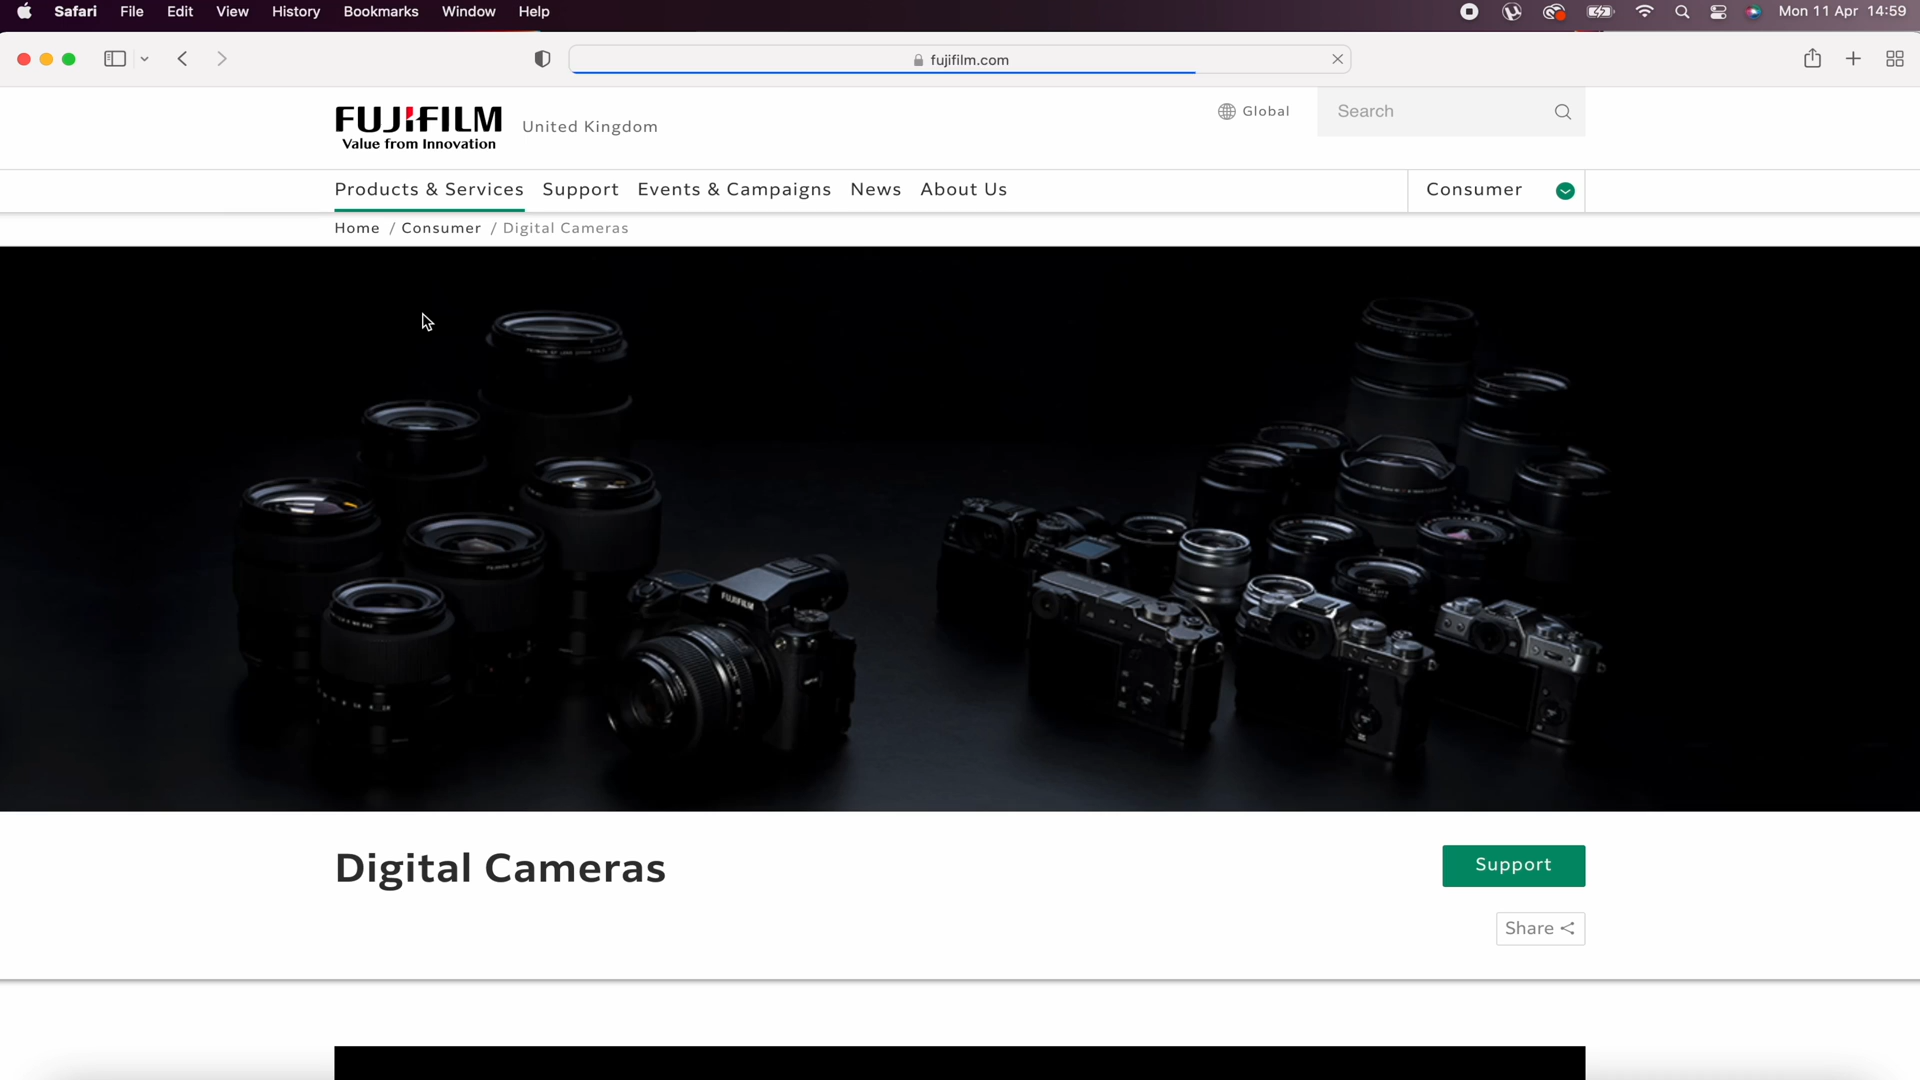 Safari File Edit View History Bookmarks Window Help Mon 11 Apr 14:59
fujifilm.com
FUJIFILM
Value from Innovation
United Kingdom
Global
Search
Products & Services Support Events & Campaigns News About Us Consumer
Home / Consumer / Digital Cameras
FUJIFILM
Digital Cameras
Support
Share